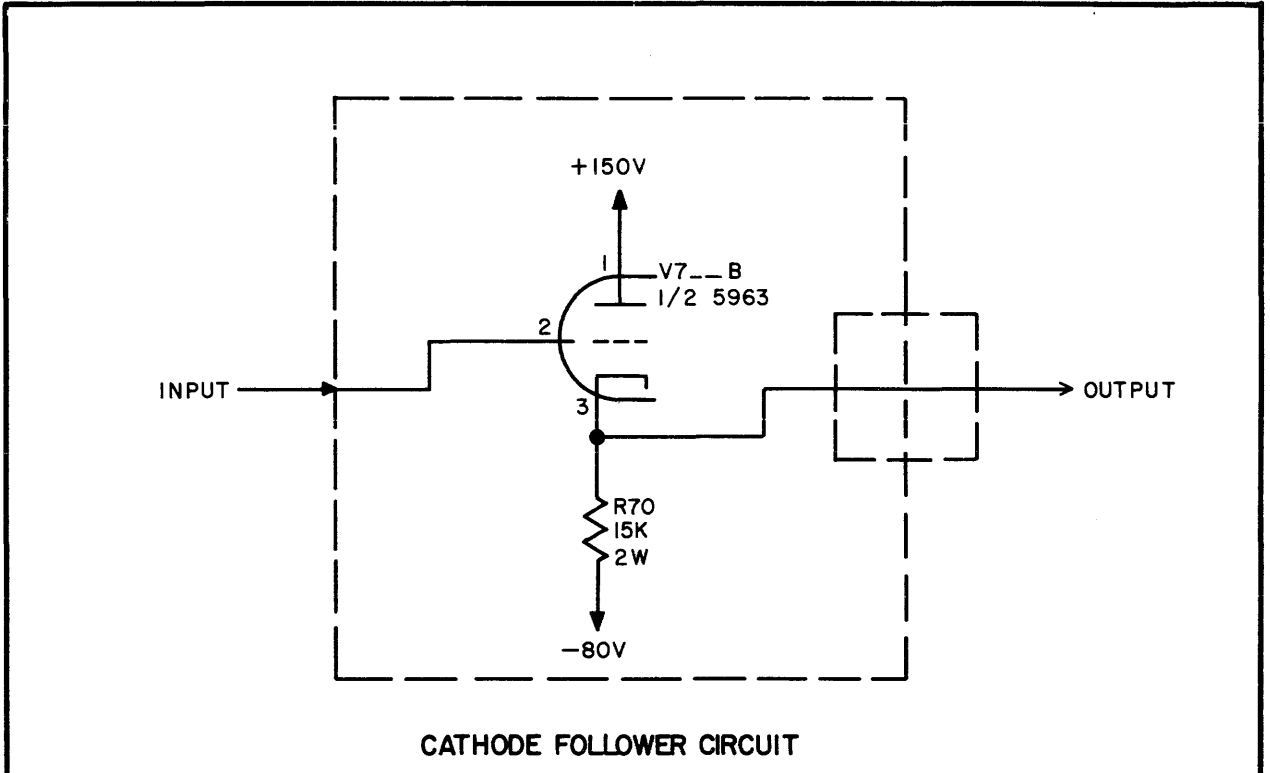 +150V
1
V7__B
1/2 5963
2
INPUT
OUTPUT
3
R70
15K
2W
-80V
CATHODE FOLLOWER CIRCUIT